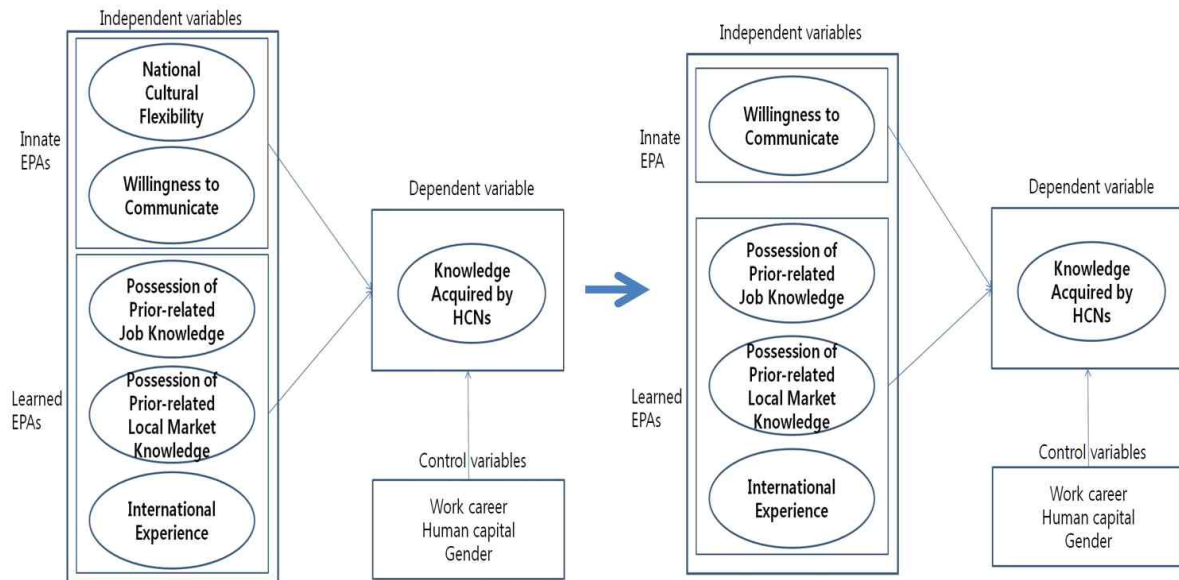 Independent variables
National
Cultural
Flexibility
Innate
EPAs
Willingness to
Communicate
Possession of
Prior-related
Job Knowledge
Learned
EPAs
Possession of
Prior-related
Local Market
Knowledge
International
Experience
Dependent variable
Knowledge
Acquired by
HCNs
Control variables
Work career
Human capital
Gender
Independent variables
Innate
EPA
Willingness to
Communicate
Possession of
Prior-related
Job Knowledge
Learned
EPAs
Possession of
Prior-related
Local Market
Knowledge
International
Experience
Dependent variable
Knowledge
Acquired by
HCNs
Control variables
Work career
Human capital
Gender